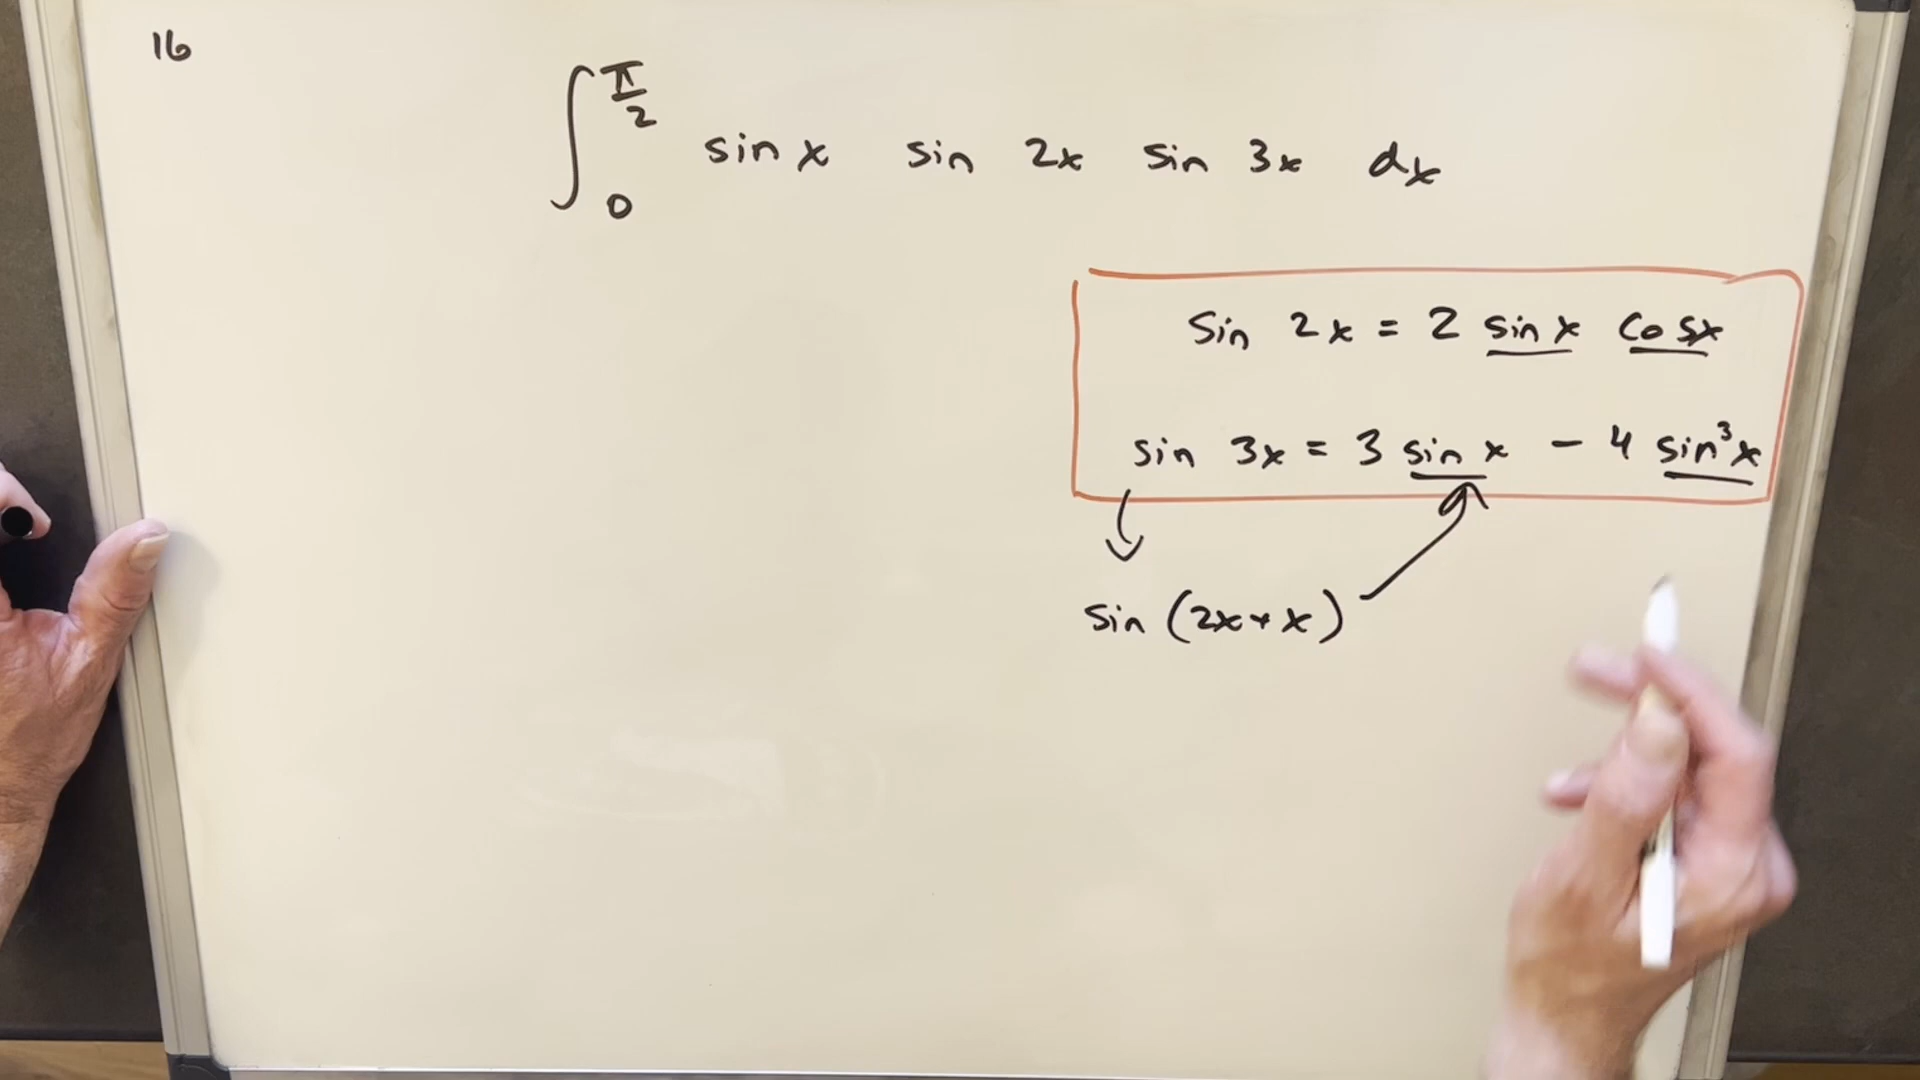 16
∫₀^(π/2) sin x sin 2x sin 3x dx
Sin 2x = 2 sin x cos x
sin 3x = 3 sin x - 4 sin³x
sin (2x + x)